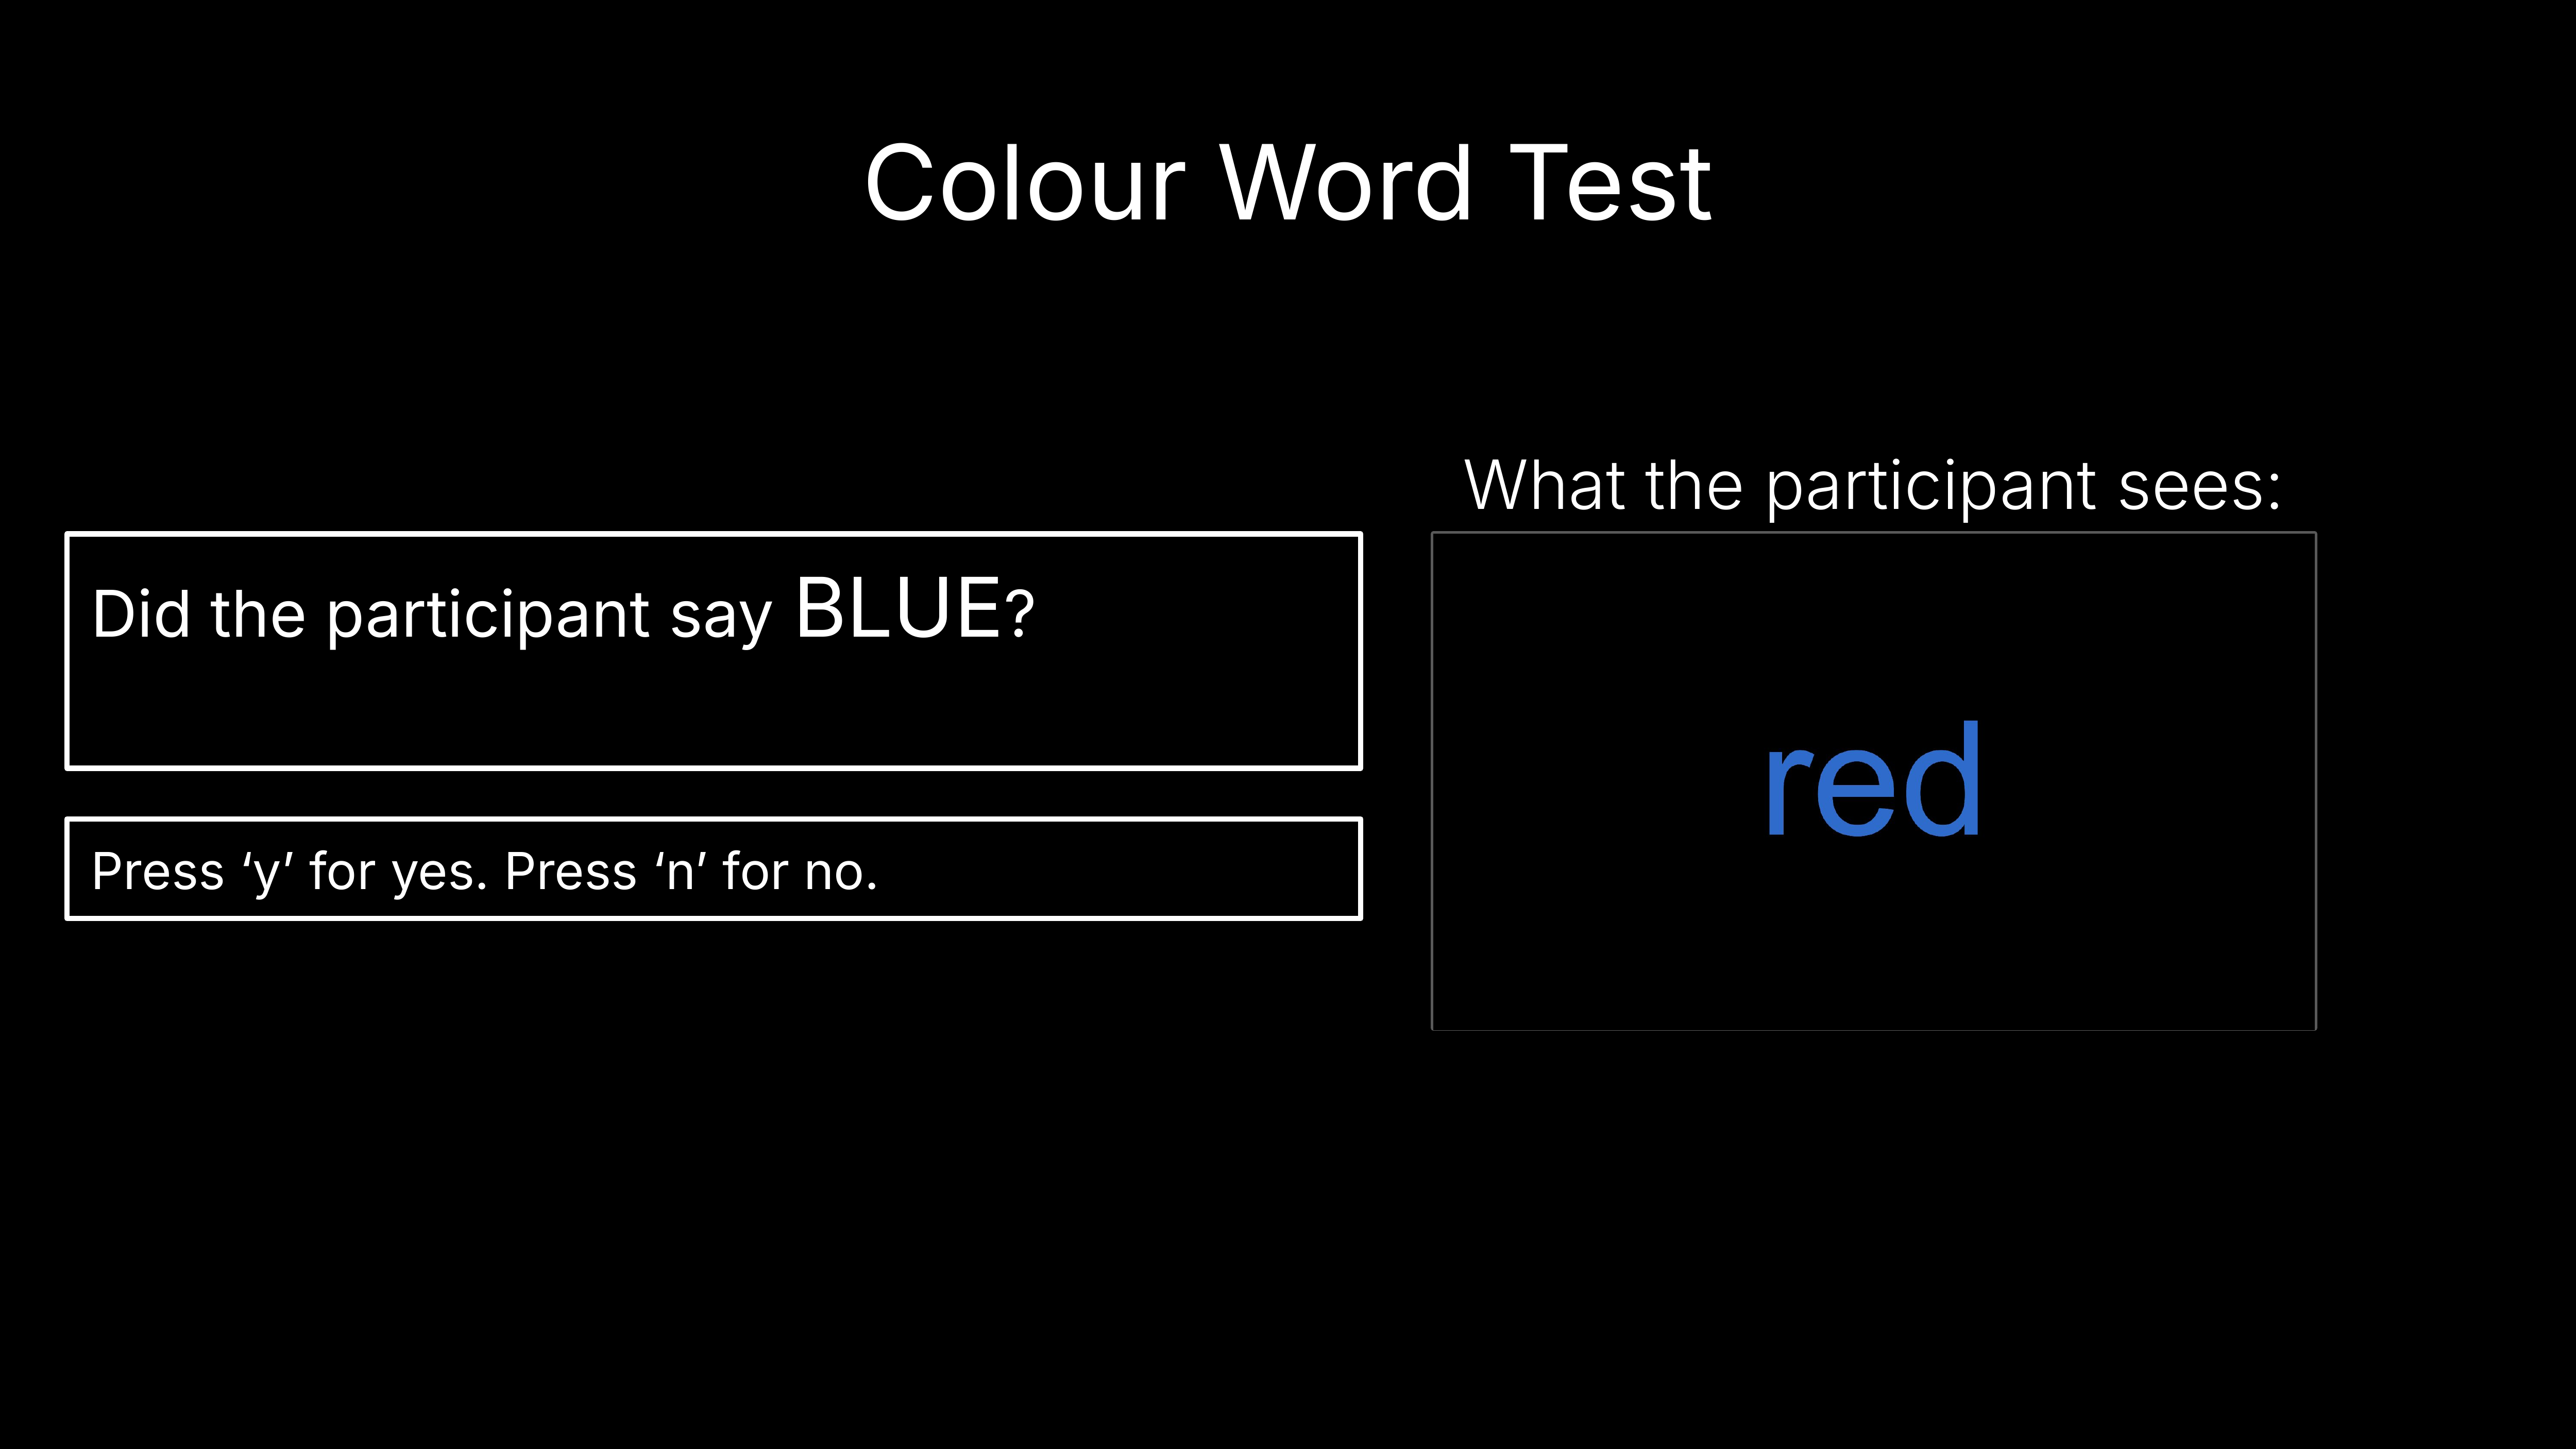 Colour Word Test
Did the participant say BLUE?
Press ‘y’ for yes. Press ‘n’ for no.
What the participant sees:
red